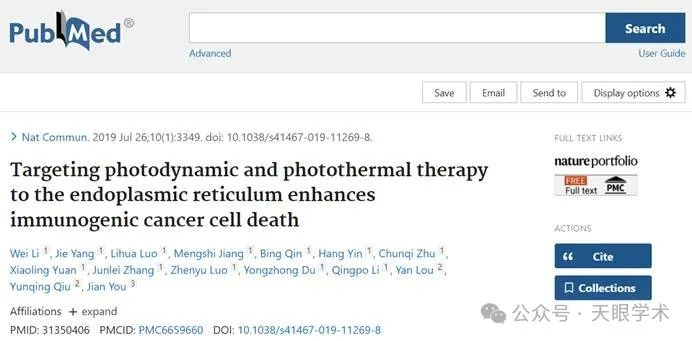 PubMed®
Search
Advanced
User Guide
Save
Email
Send to
Display options
> Nat Commun. 2019 Jul 26;10(1):3349. doi: 10.1038/s41467-019-11269-8.
Targeting photodynamic and photothermal therapy
to the endoplasmic reticulum enhances
immunogenic cancer cell death
Wei Li 1, Jie Yang 1, Lihua Luo 1, Mengshi Jiang 1, Bing Qin 1, Hang Yin 1, Chunqi Zhu 1,
Xiaoling Yuan 1, Junlei Zhang 1, Zhenyu Luo 1, Yongzhong Du 1, Qingpo Li 1, Yan Lou 2,
Yunqing Qiu 2, Jian You 3
Affiliations + expand
PMID: 31350406 PMCID: PMC6659660 DOI: 10.1038/s41467-019-11269-8
FULL TEXT LINKS
natureportfolio
FREE
Full text
PMC
ACTIONS
Cite
Collections
公众号 · 天眼学术